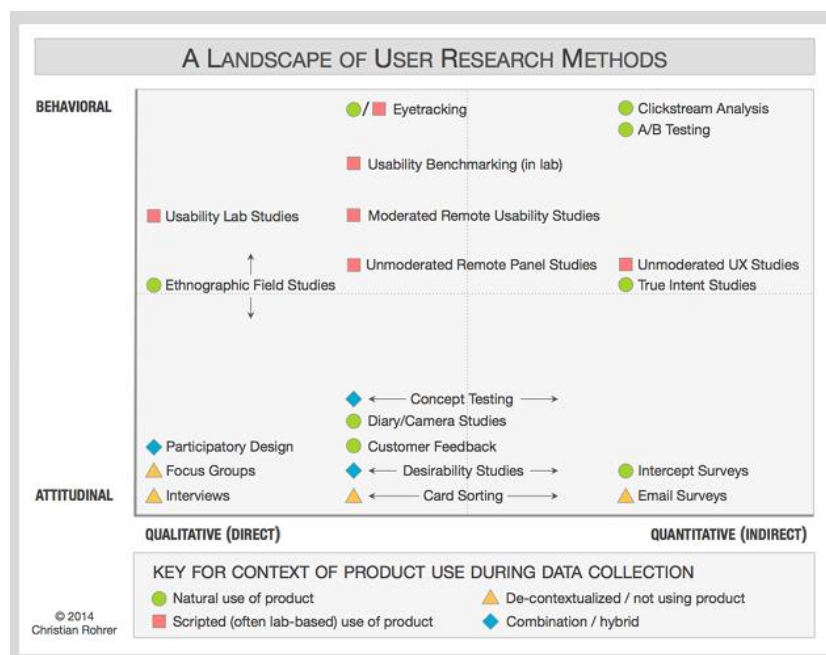 A LANDSCAPE OF USER RESEARCH METHODS
BEHAVIORAL
/ Eyetracking
Clickstream Analysis
A/B Testing
Usability Benchmarking (in lab)
Usability Lab Studies
Moderated Remote Usability Studies
Unmoderated Remote Panel Studies
Unmoderated UX Studies
Ethnographic Field Studies
True Intent Studies
Concept Testing
Diary/Camera Studies
Participatory Design
Customer Feedback
Focus Groups
Desirability Studies
Intercept Surveys
ATTITUDINAL
Interviews
Card Sorting
Email Surveys
QUALITATIVE (DIRECT)
QUANTITATIVE (INDIRECT)
KEY FOR CONTEXT OF PRODUCT USE DURING DATA COLLECTION
Natural use of product
De-contextualized / not using product
Scripted (often lab-based) use of product
Combination / hybrid
© 2014
Christian Rohrer